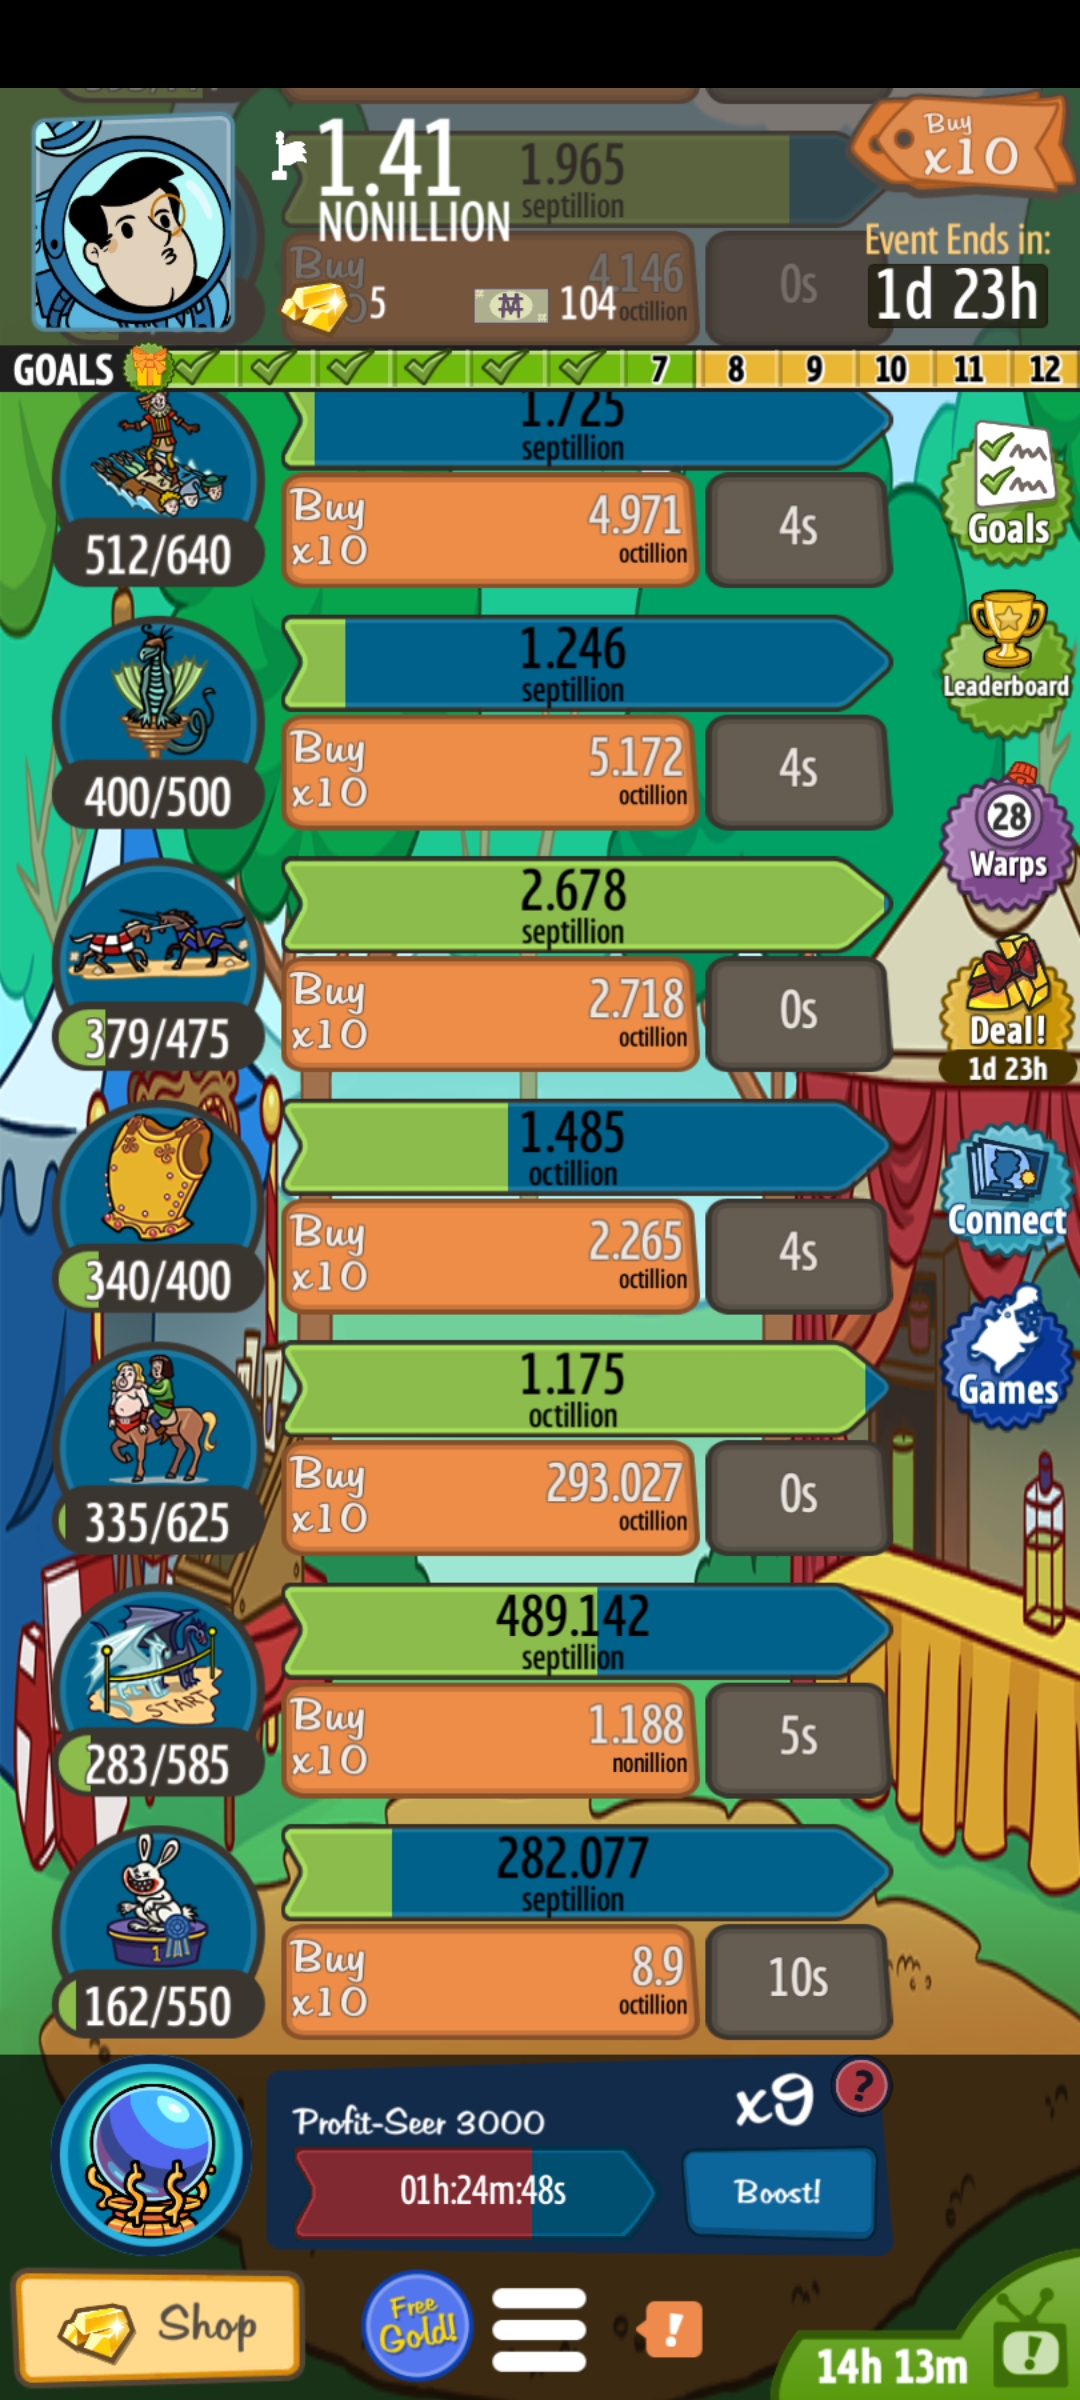 1.41
NONILLION
1.965
septillion
Buy
x10
Buy
4.146
octillion
0s
5
104
Event Ends in:
1d 23h
GOALS
7
8
9
10
11
12
1.725
septillion
512/640
Buy
x10
4.971
octillion
4s
Goals
1.246
septillion
400/500
Buy
x10
5.172
octillion
4s
Leaderboard
28
Warps
2.678
septillion
379/475
Buy
x10
2.718
octillion
0s
Deal!
1d 23h
1.485
octillion
340/400
Buy
x10
2.265
octillion
4s
Connect
1.175
octillion
335/625
Buy
x10
293.027
octillion
0s
Games
489.142
septillion
START
283/585
Buy
x10
1.188
nonillion
5s
282.077
septillion
1
162/550
Buy
x10
8.9
octillion
10s
Profit-Seer 3000
x9
?
01h:24m:48s
Boost!
Shop
Free
Gold!
!
14h 13m
!